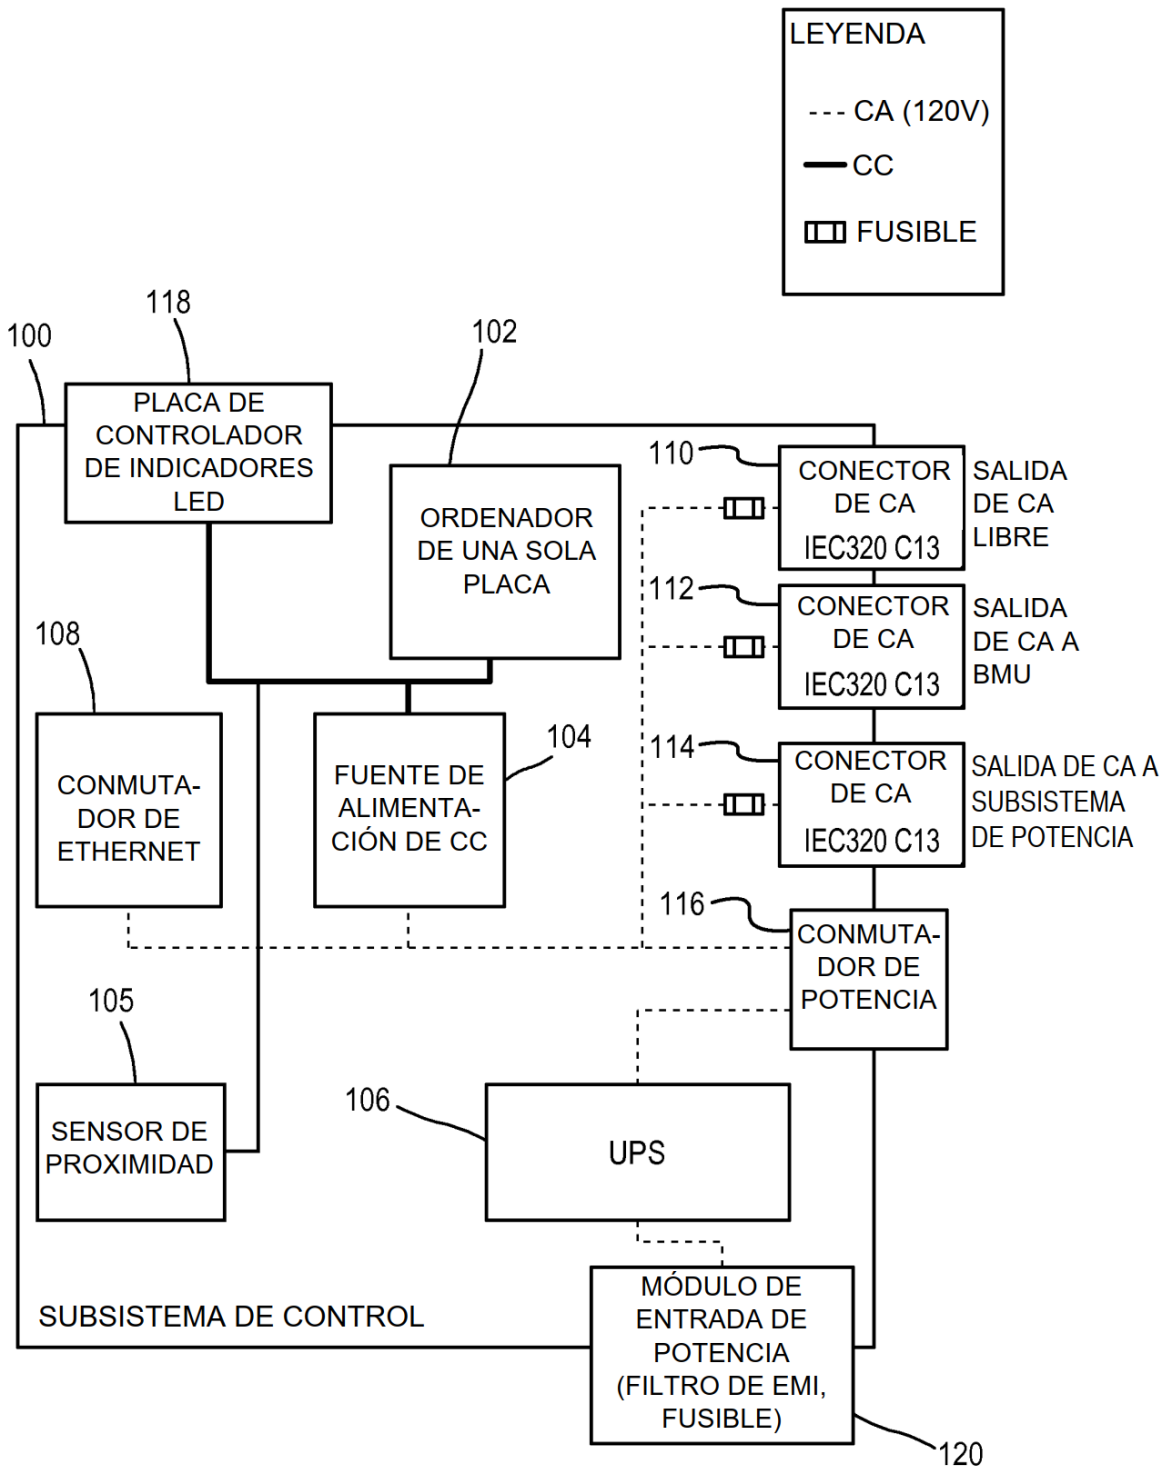 LEYENDA
CA (120V)
CC
FUSIBLE
118
100
102
PLACA DE
CONTROLADOR
DE INDICADORES
LED
ORDENADOR
DE UNA SOLA
PLACA
110
CONECTOR
DE CA
IEC320 C13
SALIDA
DE CA
LIBRE
112
CONECTOR
DE CA
IEC320 C13
SALIDA
DE CA A
BMU
108
CONMUTA-
DOR DE
ETHERNET
104
FUENTE DE
ALIMENTA-
CIÓN DE CC
114
CONECTOR
DE CA
IEC320 C13
SALIDA DE CA A
SUBSISTEMA
DE POTENCIA
116
CONMUTA-
DOR DE
POTENCIA
105
SENSOR DE
PROXIMIDAD
106
UPS
SUBSISTEMA DE CONTROL
MÓDULO DE
ENTRADA DE
POTENCIA
(FILTRO DE EMI,
FUSIBLE)
120